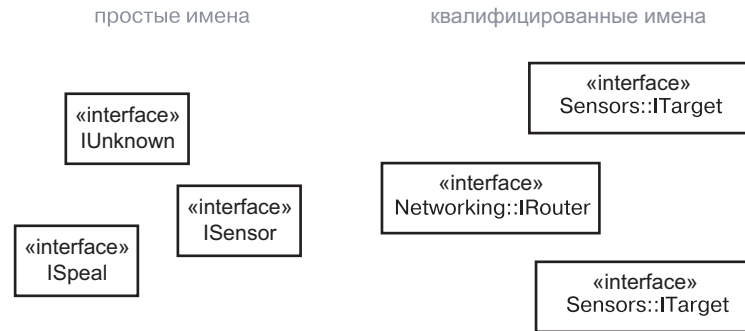 простые имена
«interface»
IUnknown
«interface»
ISensor
«interface»
ISpeal
квалифицированные имена
«interface»
Sensors::ITarget
«interface»
Networking::IRouter
«interface»
Sensors::ITarget